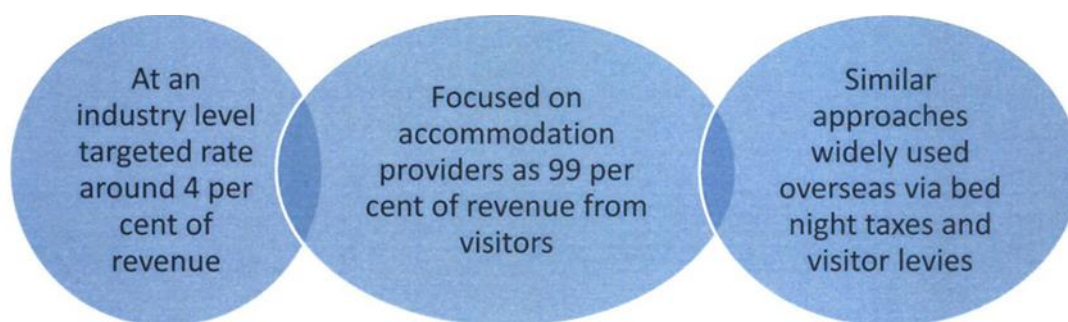 At an
industry level
targeted rate
around 4 per
cent of
revenue
Focused on
accommodation
providers as 99 per
cent of revenue from
visitors
Similar
approaches
widely used
overseas via bed
night taxes and
visitor levies